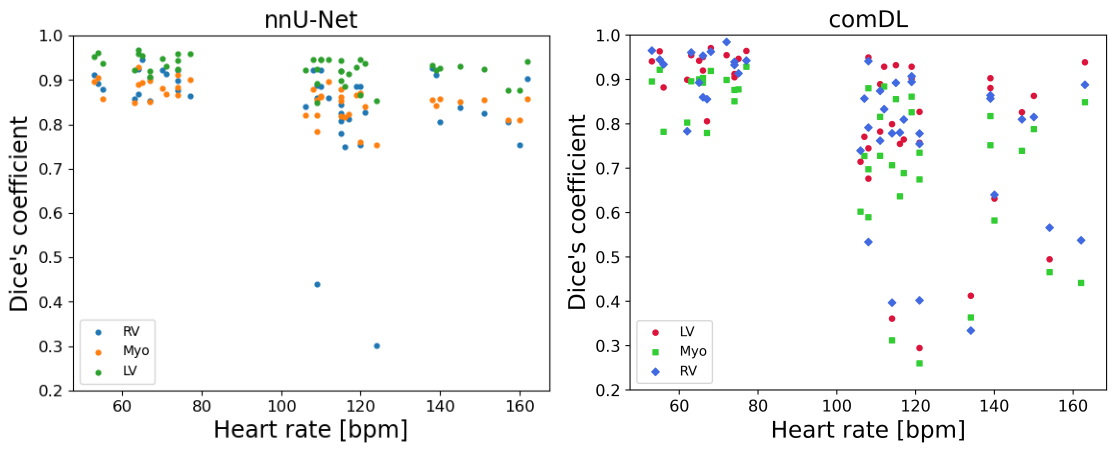 nnU-Net
1.0
0.9
0.8
0.7
0.6
0.5
0.4
0.3
0.2
Dice's coefficient
RV
Myo
LV
60 80 100 120 140 160
Heart rate [bpm]
comDL
1.0
0.9
0.8
0.7
0.6
0.5
0.4
0.3
0.2
Dice's coefficient
LV
Myo
RV
60 80 100 120 140 160
Heart rate [bpm]